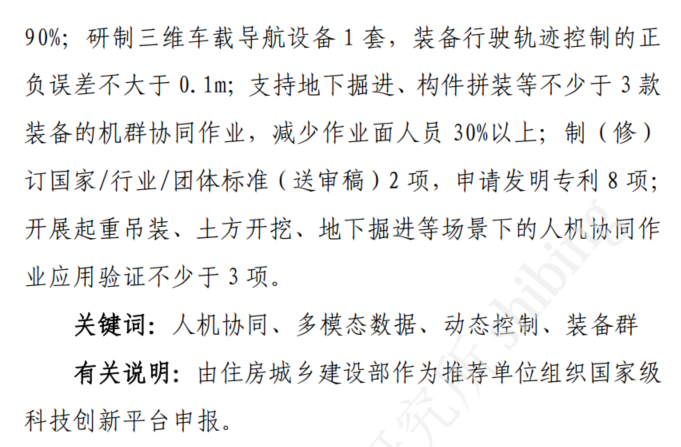 90%；研制三维车载导航设备 1 套，装备行驶轨迹控制的正
负误差不大于 0.1m；支持地下掘进、构件拼装等不少于 3 款
装备的机群协同作业，减少作业面人员 30%以上；制（修）
订国家/行业/团体标准（送审稿）2 项，申请发明专利 8 项；
开展起重吊装、土方开挖、地下掘进等场景下的人机协同作
业应用验证不少于 3 项。
关键词：人机协同、多模态数据、动态控制、装备群
有关说明：由住房城乡建设部作为推荐单位组织国家级
科技创新平台申报。
究所 shibing